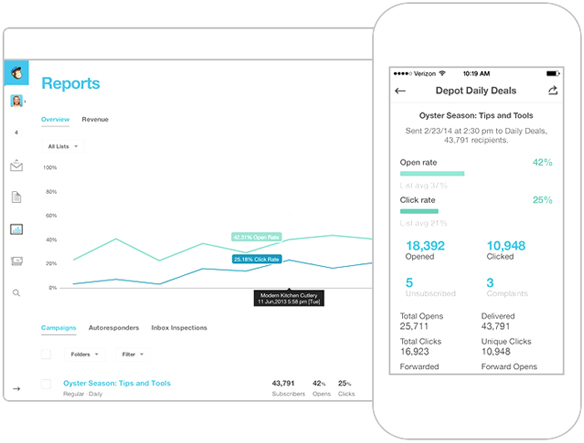 Reports
4
Overview Revenue
All Lists
100%
80%
60%
40%
20%
0%
42.01% Open Rate
25.18% Click Rate
Modern Kitchen Cutlery
11 Jun,2013 5:58 pm [Tue]
Campaigns Autoresponders Inbox Inspections
Folders Filter
Oyster Season: Tips and Tools
Regular · Daily
43,791 42% 25%
Subscribers Opens Clicks
Verizon 10:19 AM
Depot Daily Deals
Oyster Season: Tips and Tools
Sent 2/23/14 at 2:30 pm to Daily Deals,
43,791 recipients.
Open rate 42%
List avg 37%
Click rate 25%
List avg 21%
18,392 10,948
Opened Clicked
5 3
Unsubscribed Complaints
Total Opens Delivered
25,711 43,791
Total Clicks Unique Clicks
16,923 10,948
Forwarded Forward Opens